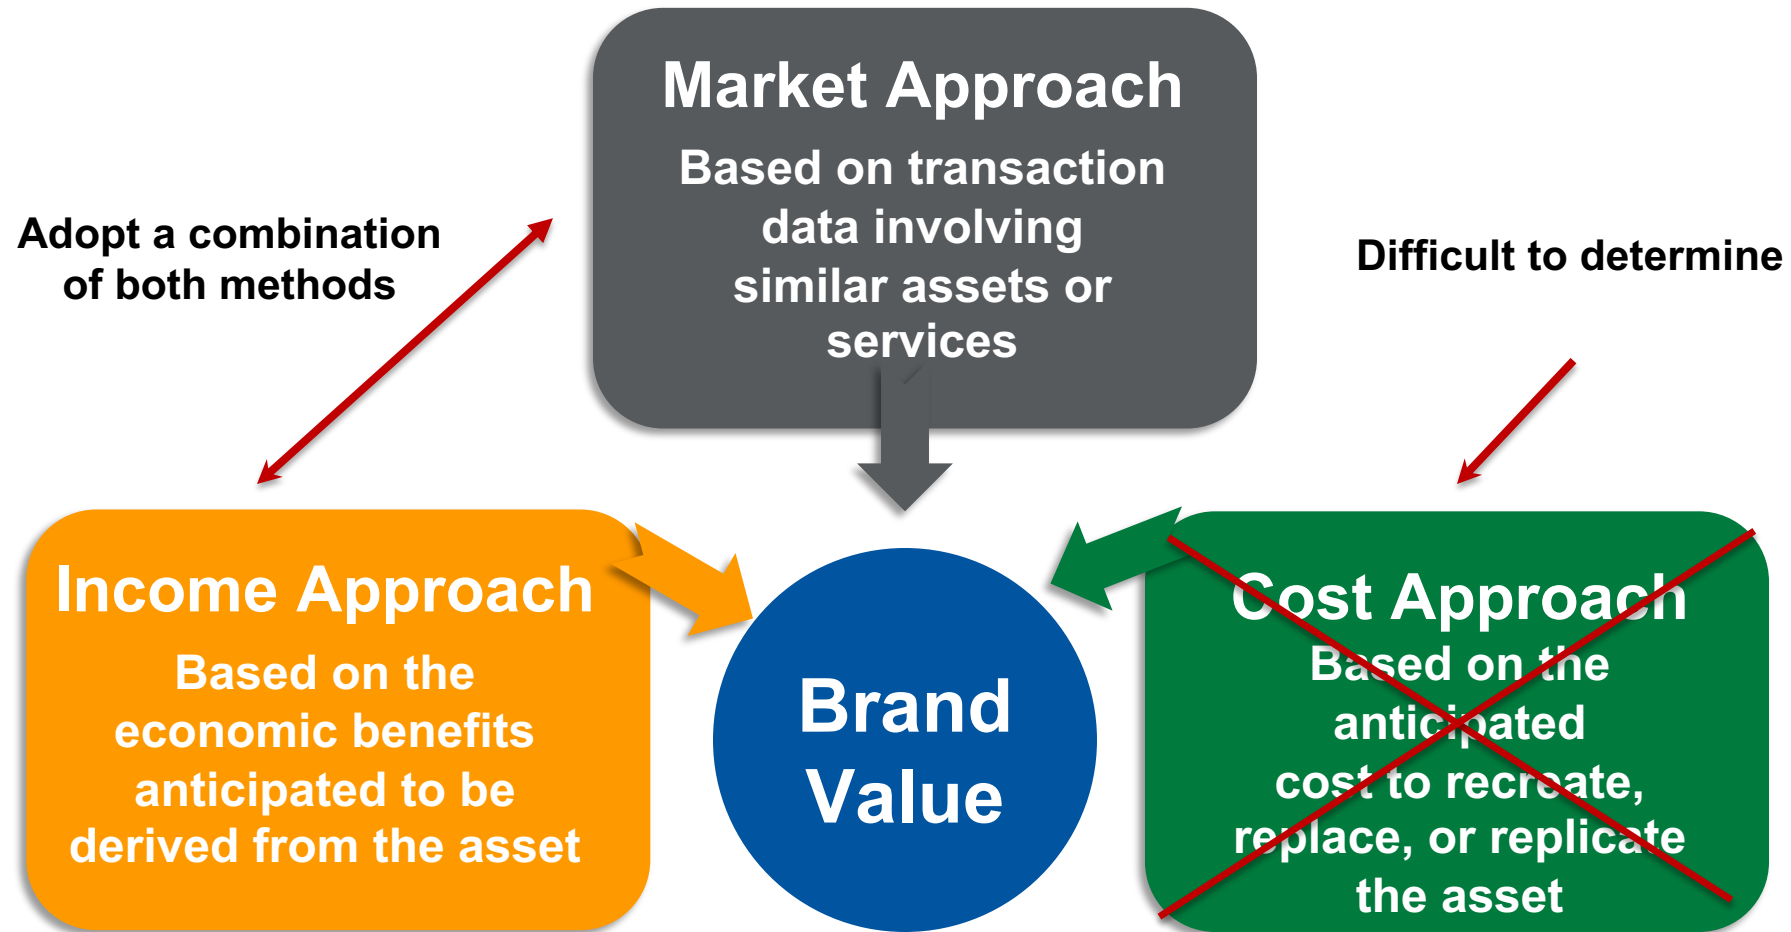 Market Approach
Based on transaction
data involving
similar assets or
services
Adopt a combination
of both methods
Difficult to determine
Income Approach
Based on the
economic benefits
anticipated to be
derived from the asset
Brand
Value
Cost Approach
Based on the
anticipated
cost to recreate,
replace, or replicate
the asset